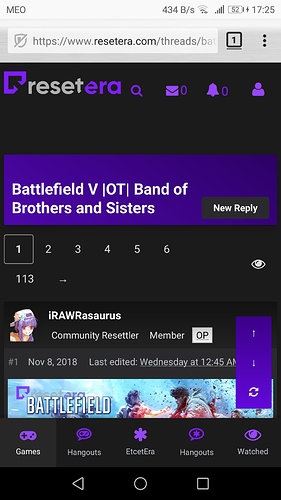 MEO 434 B/s 52 17:25
https://www.resetera.com/threads/bat 1
resetera 0 0
Battlefield V |OT| Band of
Brothers and Sisters
New Reply
1 2 3 4 5 6
113 →
iRAWRasaurus
Community Resettler Member OP
#1 Nov 8, 2018 Last edited: Wednesday at 12:45 AM
BATTLEFIELD
Games Hangouts EtcetEra Hangouts Watched